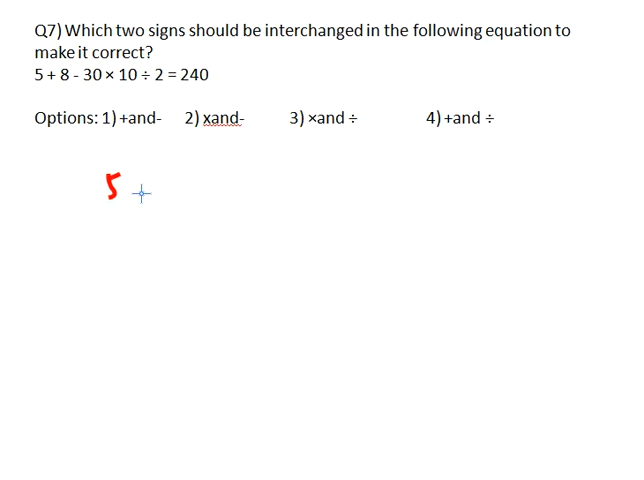 Q7) Which two signs should be interchanged in the following equation to
make it correct?
5 + 8 - 30 × 10 ÷ 2 = 240
Options: 1) +and- 2) xand- 3) ×and ÷ 4) +and ÷
5